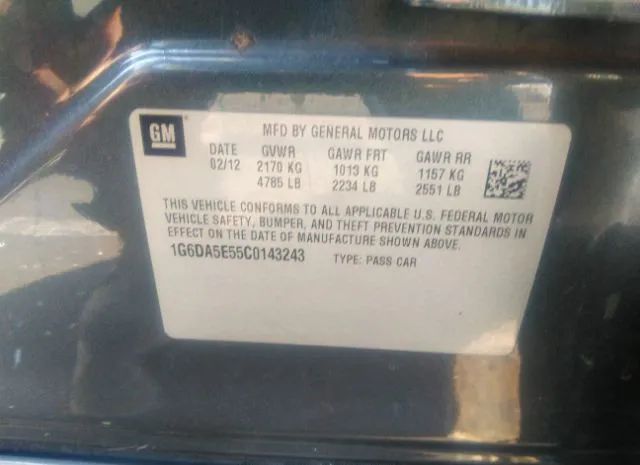 GM
MFD BY GENERAL MOTORS LLC
DATE GVWR GAWR FRT GAWR RR
02/12 2170 KG 1013 KG 1157 KG
4785 LB 2234 LB 2551 LB
THIS VEHICLE CONFORMS TO ALL APPLICABLE U.S. FEDERAL MOTOR
VEHICLE SAFETY, BUMPER, AND THEFT PREVENTION STANDARDS IN
EFFECT ON THE DATE OF MANUFACTURE SHOWN ABOVE.
1G6DA5E55C0143243 TYPE: PASS CAR